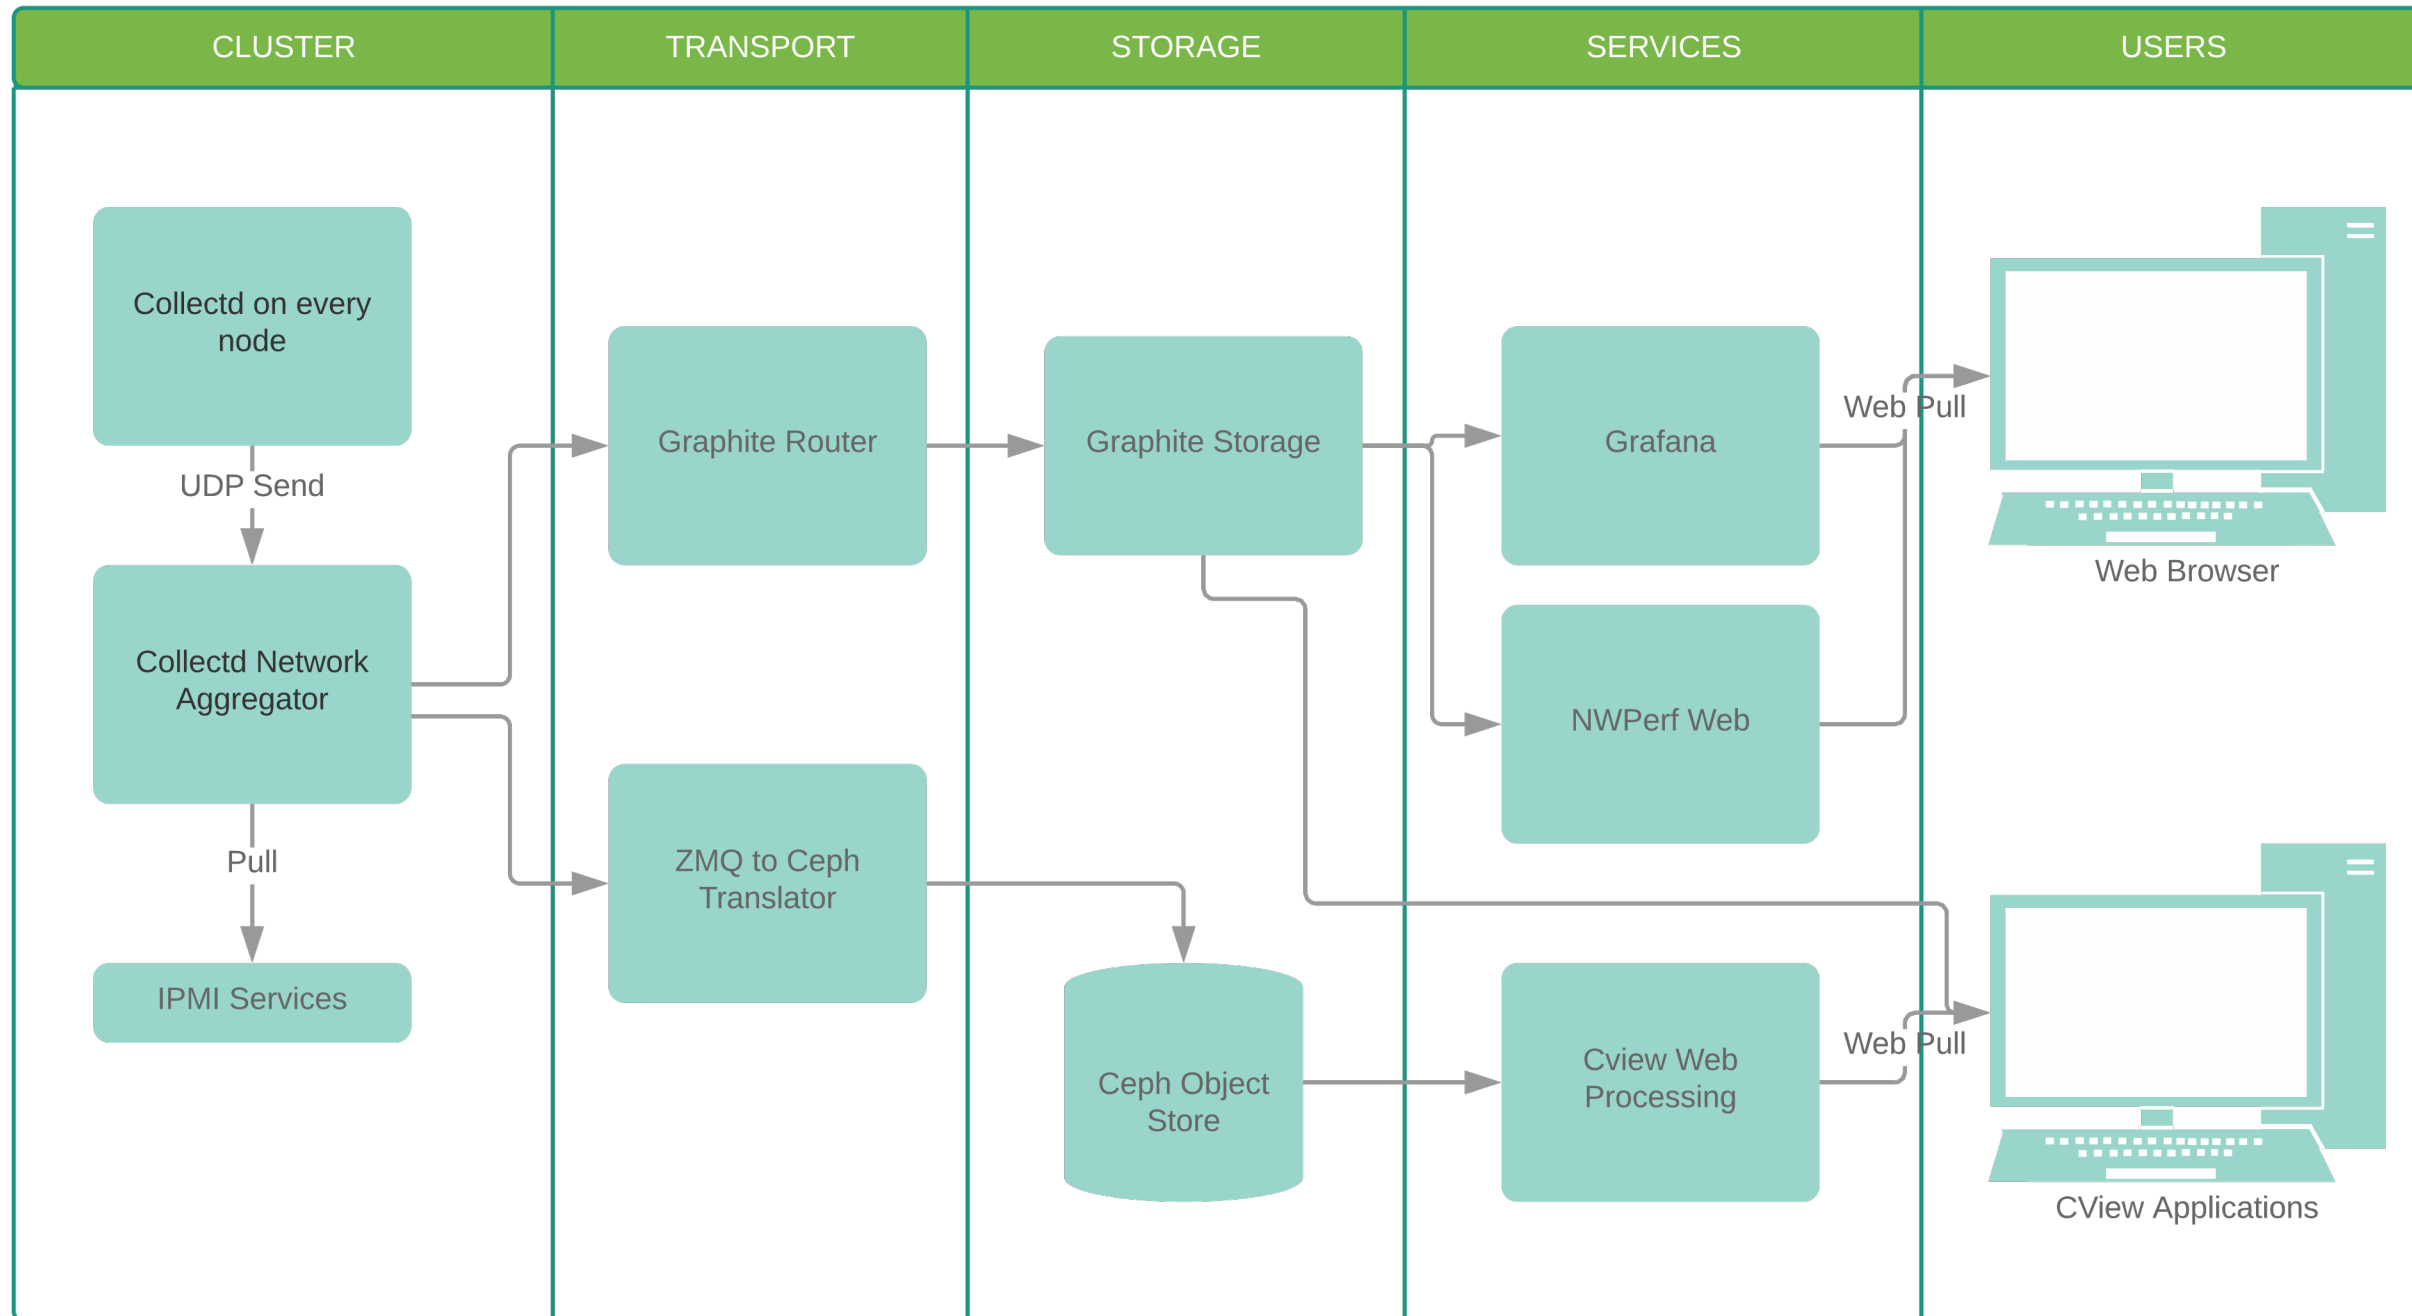 CLUSTER
TRANSPORT
STORAGE
SERVICES
USERS
Collectd on every
node
UDP Send
Collectd Network
Aggregator
Pull
IPMI Services
Graphite Router
ZMQ to Ceph
Translator
Graphite Storage
Ceph Object
Store
Grafana
NWPerf Web
Cview Web
Processing
Web Pull
Web Browser
Web Pull
CView Applications